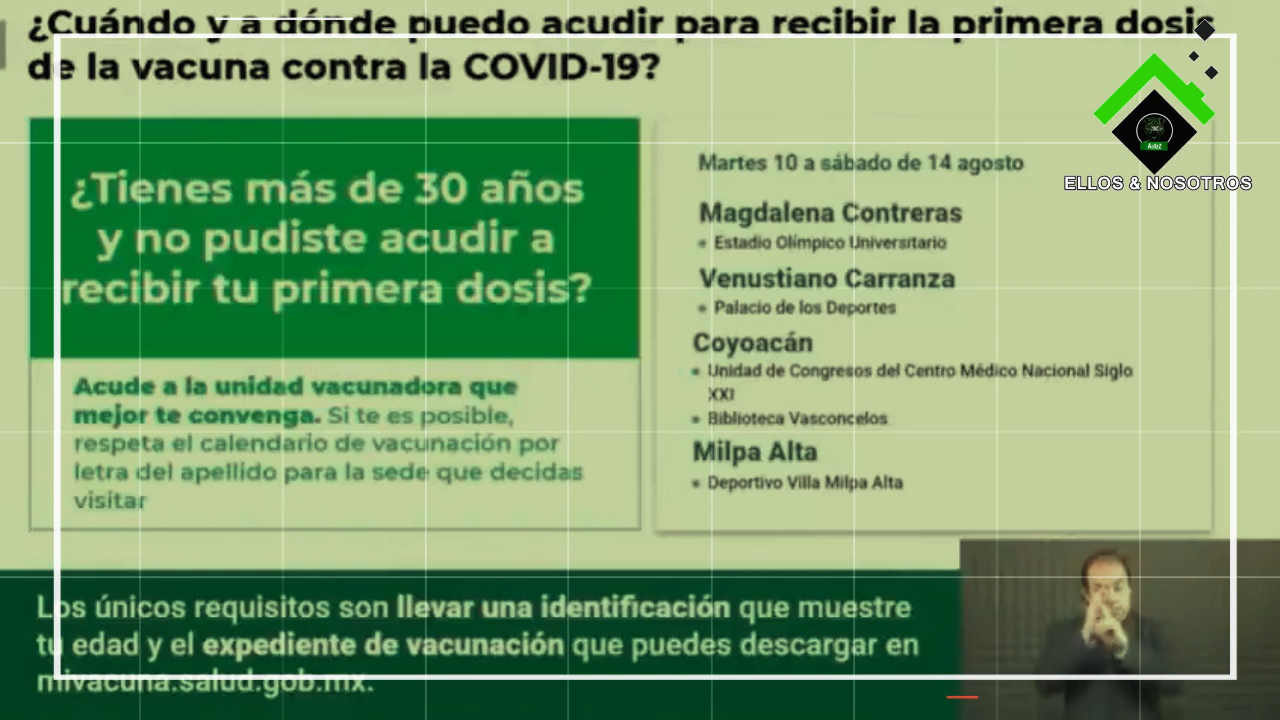 ¿Cuándo y a dónde puedo acudir para recibir la primera dosis
de la vacuna contra la COVID-19?
¿Tienes más de 30 años
y no pudiste acudir a
recibir tu primera dosis?
Acude a la unidad vacunadora que
mejor te convenga. Si te es posible,
respeta el calendario de vacunación por
letra del apellido para la sede que decidas
visitar
Martes 10 a sábado de 14 agosto
Magdalena Contreras
• Estadio Olímpico Universitario
Venustiano Carranza
• Palacio de los Deportes
Coyoacán
• Unidad de Congresos del Centro Médico Nacional Siglo
XXI
• Biblioteca Vasconcelos
Milpa Alta
• Deportivo Villa Milpa Alta
ELLOS & NOSOTROS
Los únicos requisitos son llevar una identificación que muestre
tu edad y el expediente de vacunación que puedes descargar en
mivacuna.salud.gob.mx.